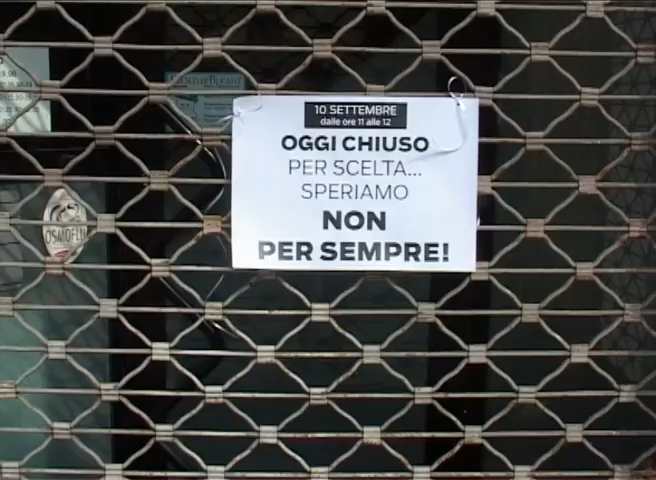 10 SETTEMBRE
dalle ore 11 alle 12
OGGI CHIUSO
PER SCELTA...
SPERIAMO
NON
PER SEMPRE!